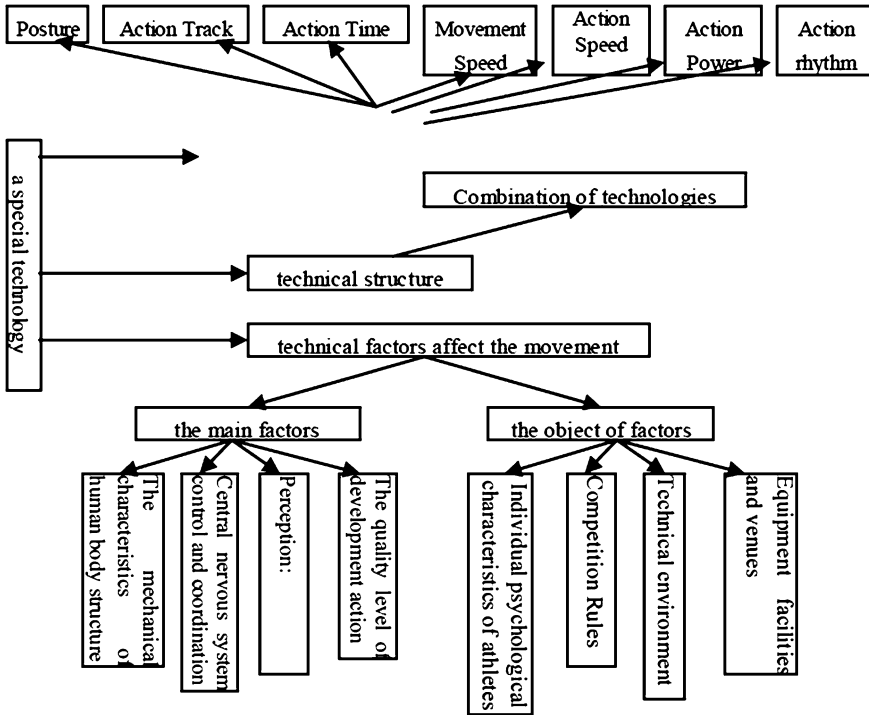 Posture
Action Track
Action Time
Movement
Speed
Action
Speed
Action
Power
Action
rhythm
a special technology
Combination of technologies
technical structure
technical factors affect the movement
the main factors
the object of factors
The mechanical
characteristics of
human body structure
Central nervous system
control and coordination
Perception:
The quality level of
development action
Individual psychological
characteristics of athletes
Competition Rules
Technical environment
Equipment facilities
and venues